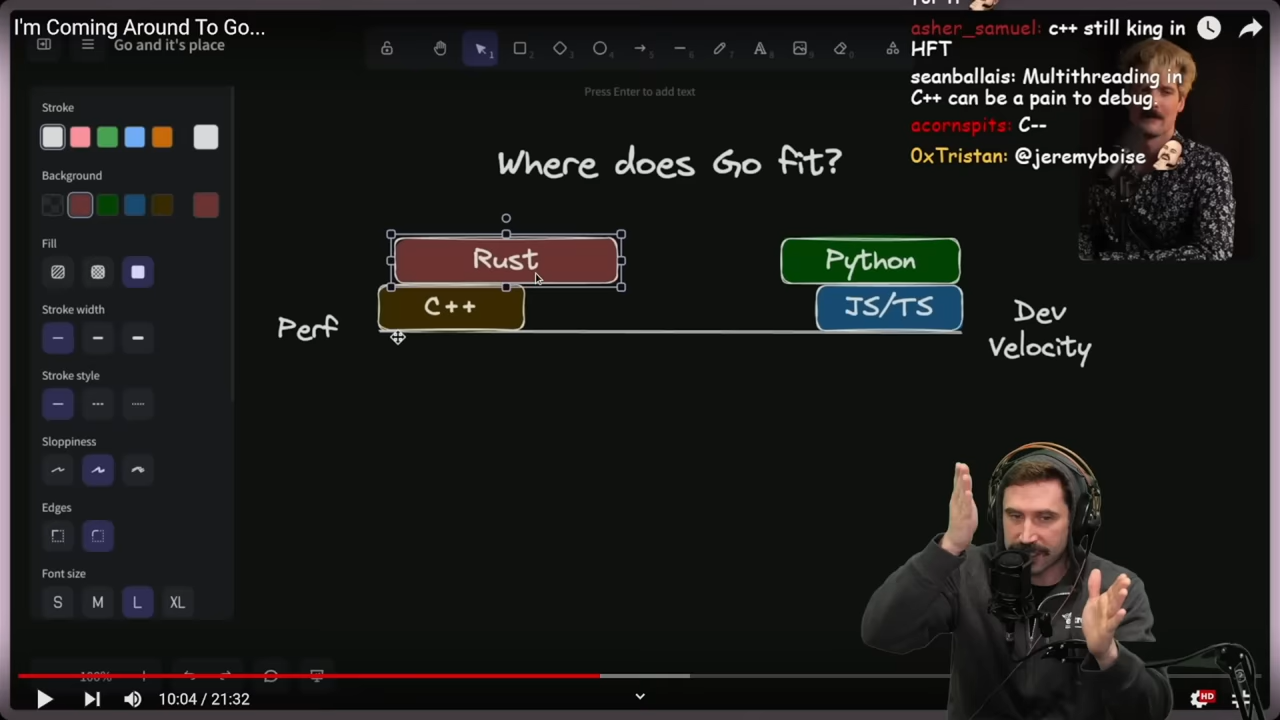 I'm Coming Around To Go...
Go and it's place
asher_samuel: c++ still king in
HFT
seanballais: Multithreading in
C++ can be a pain to debug.
acornspits: C--
0xTristan: @jeremyboise
Press Enter to add text
Stroke
Background
Fill
Stroke width
Stroke style
Sloppiness
Edges
Font size
S M L XL
Where does Go fit?
Rust
Python
C++
JS/TS
Perf
Dev
Velocity
100%
10:04 / 21:32
HD